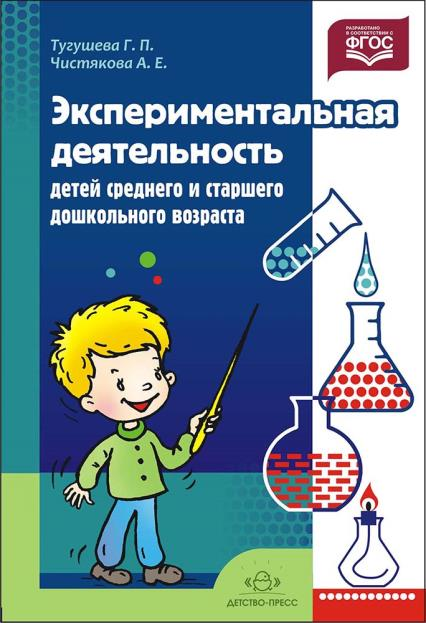 Тугушева Г. П.
Чистякова А. Е.
РАЗРАБОТАНО
В СООТВЕТСТВИИ С
ФГОС
Экспериментальная
деятельность
детей среднего и старшего
дошкольного возраста
ДЕТСТВО-ПРЕСС